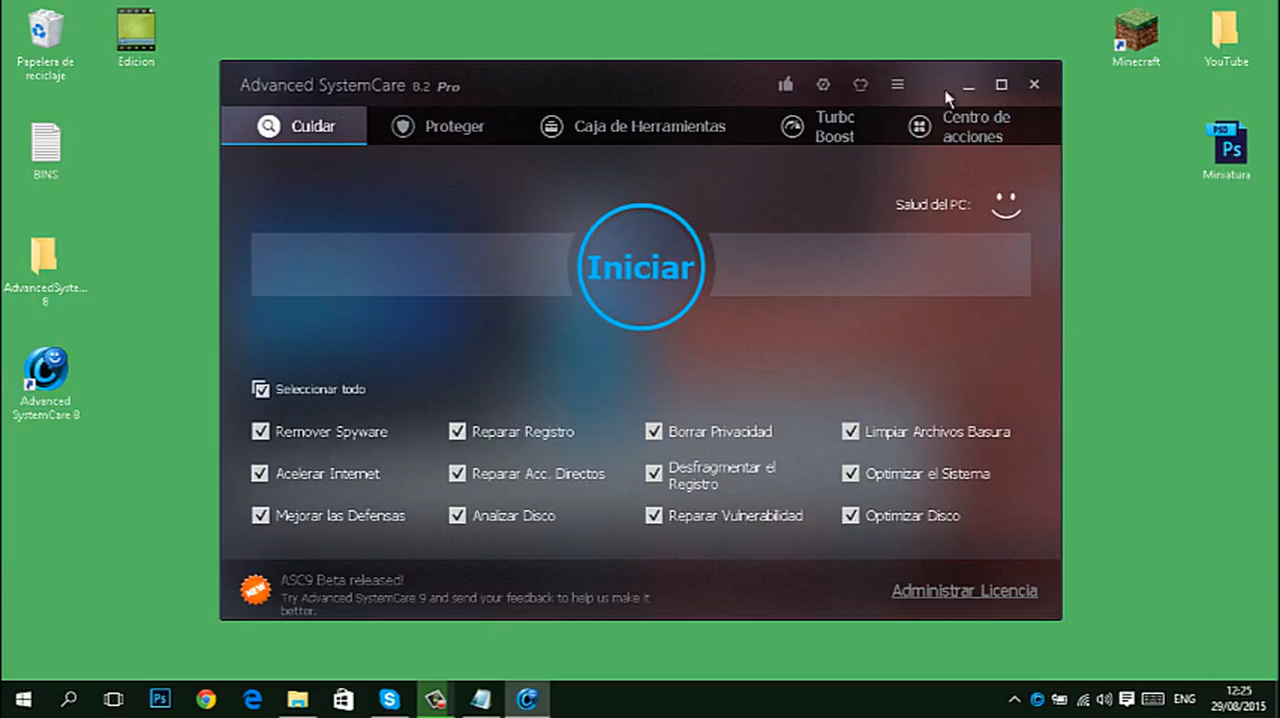 Papelera de
reciclaje
Edicion
Minecraft
YouTube
BINS
PSD
Ps
Miniatura
AdvancedSyste...
8
Advanced
SystemCare 8
Advanced SystemCare 8.2 Pro
Cuidar
Proteger
Caja de Herramientas
Turbc
Boost
Centro de
acciones
Salud del PC:
Iniciar
Seleccionar todo
Remover Spyware
Reparar Registro
Borrar Privacidad
Limpiar Archivos Basura
Acelerar Internet
Reparar Acc. Directos
Desfragmentar el
Registro
Optimizar el Sistema
Mejorar las Defensas
Analizar Disco
Reparar Vulnerabilidad
Optimizar Disco
NEW
ASC9 Beta released!
Try Advanced SystemCare 9 and send your feedback to help us make it
better.
Administrar Licencia
Ps
ENG
12:25
29/08/2015